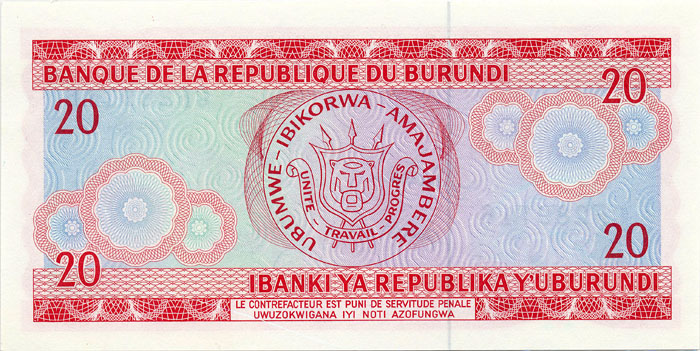 BANQUE DE LA REPUBLIQUE DU BURUNDI
20
20
UBUMWE - IBIKORWA - AMAJAMBERE
UNITE - TRAVAIL - PROGRES
20
20
IBANKI YA REPUBLIKA Y'UBURUNDI
LE CONTREFACTEUR EST PUNI DE SERVITUDE PENALE
UWUZOKWIGANA IYI NOTI AZOFUNGWA